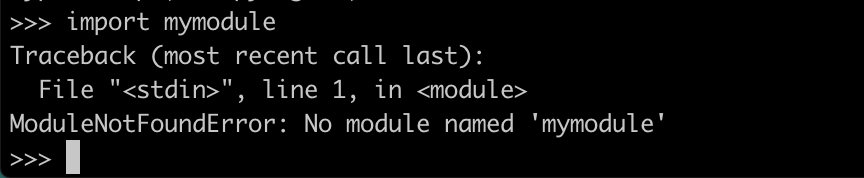 >>> import mymodule
Traceback (most recent call last):
  File "<stdin>", line 1, in <module>
ModuleNotFoundError: No module named 'mymodule'
>>>